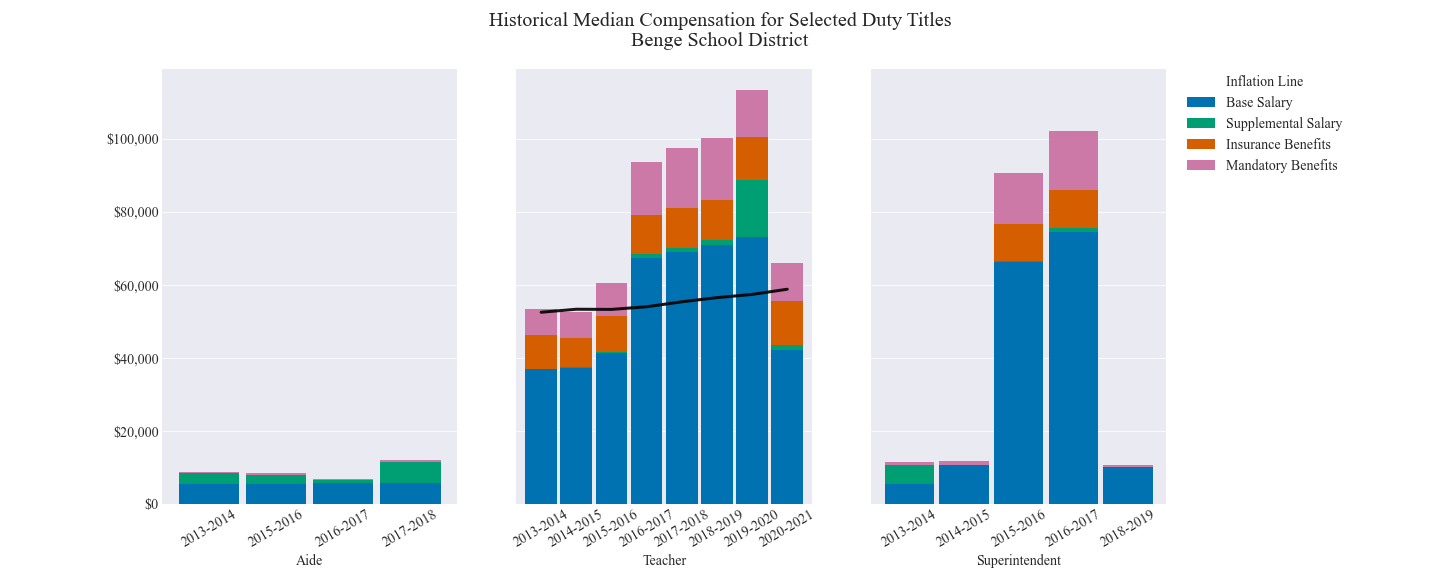 Historical Median Compensation for Selected Duty Titles
Benge School District
Inflation Line
Base Salary
Supplemental Salary
Insurance Benefits
Mandatory Benefits
$100,000
$80,000
$60,000
$40,000
$20,000
$0
2013-2014
2015-2016
2016-2017
2017-2018
Aide
2013-2014
2014-2015
2015-2016
2016-2017
2017-2018
2018-2019
2019-2020
2020-2021
Teacher
2013-2014
2014-2015
2015-2016
2016-2017
2018-2019
Superintendent